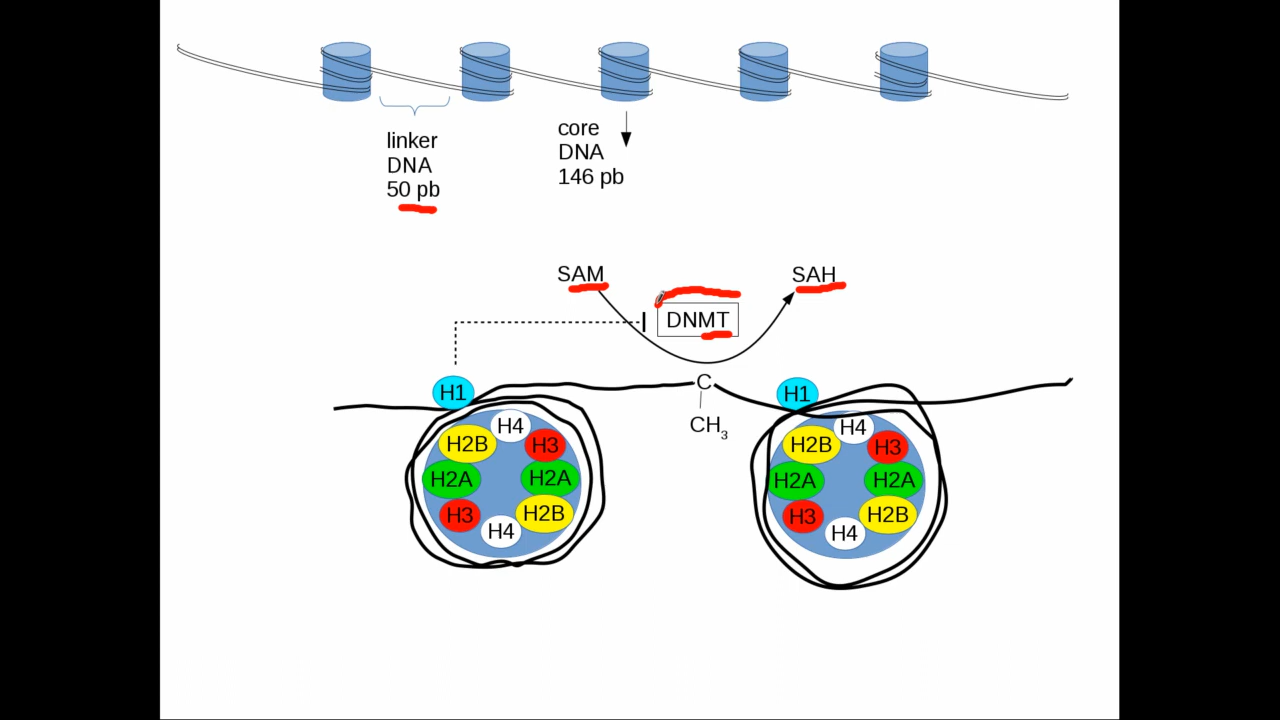 linker
DNA
50 pb
core
DNA
146 pb
SAM
SAH
DNMT
H1
C
H1
CH3
H4
H2B
H3
H2A
H2A
H3
H2B
H4
H4
H2B
H3
H2A
H2A
H3
H2B
H4